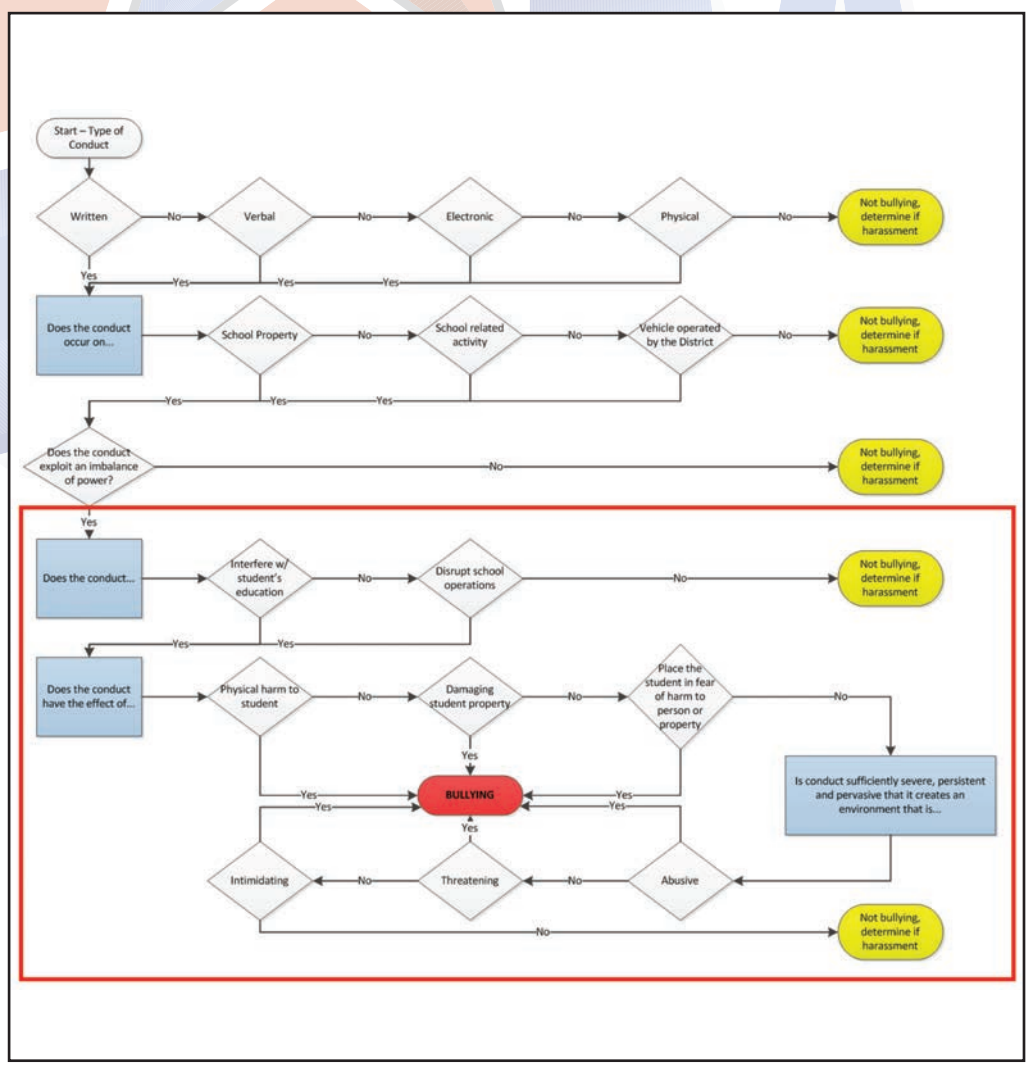 Start – Type of
Conduct
Written
No
Verbal
No
Electronic
No
Physical
No
Not bullying,
determine if
harassment
Yes
Yes
Yes
Yes
Does the conduct
occur on...
School Property
No
School related
activity
No
Vehicle operated
by the District
No
Not bullying,
determine if
harassment
Yes
Yes
Does the conduct
exploit an imbalance
of power?
No
Not bullying,
determine if
harassment
Yes
Does the conduct...
Interfere w/
student's
education
No
Disrupt school
operations
No
Not bullying,
determine if
harassment
Yes
Yes
Does the conduct
have the effect of...
Physical harm to
student
No
Damaging
student property
No
Place the
student in fear
of harm to
person or
property
No
Yes
Is conduct sufficiently severe, persistent
and pervasive that it creates an
environment that is...
Yes
BULLYING
Yes
Yes
Yes
Yes
Intimidating
No
Threatening
No
Abusive
No
Not bullying,
determine if
harassment